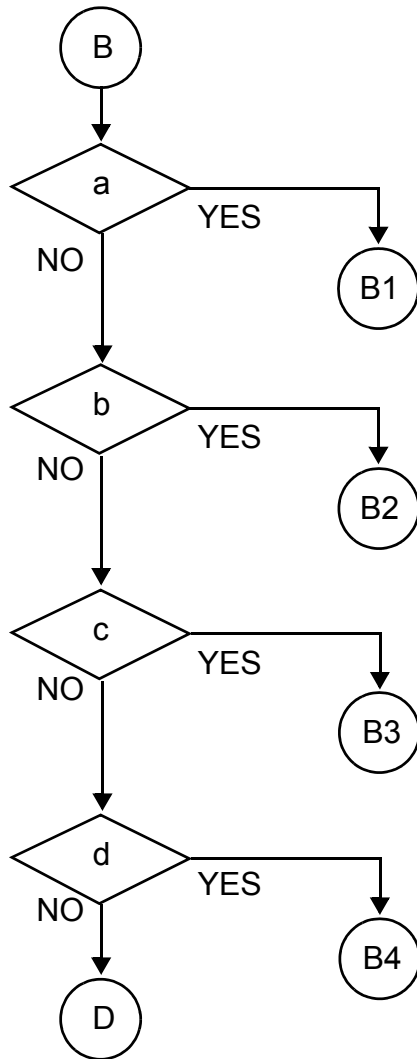 B
a
YES
NO
B1
b
YES
NO
B2
c
YES
NO
B3
d
YES
NO
B4
D